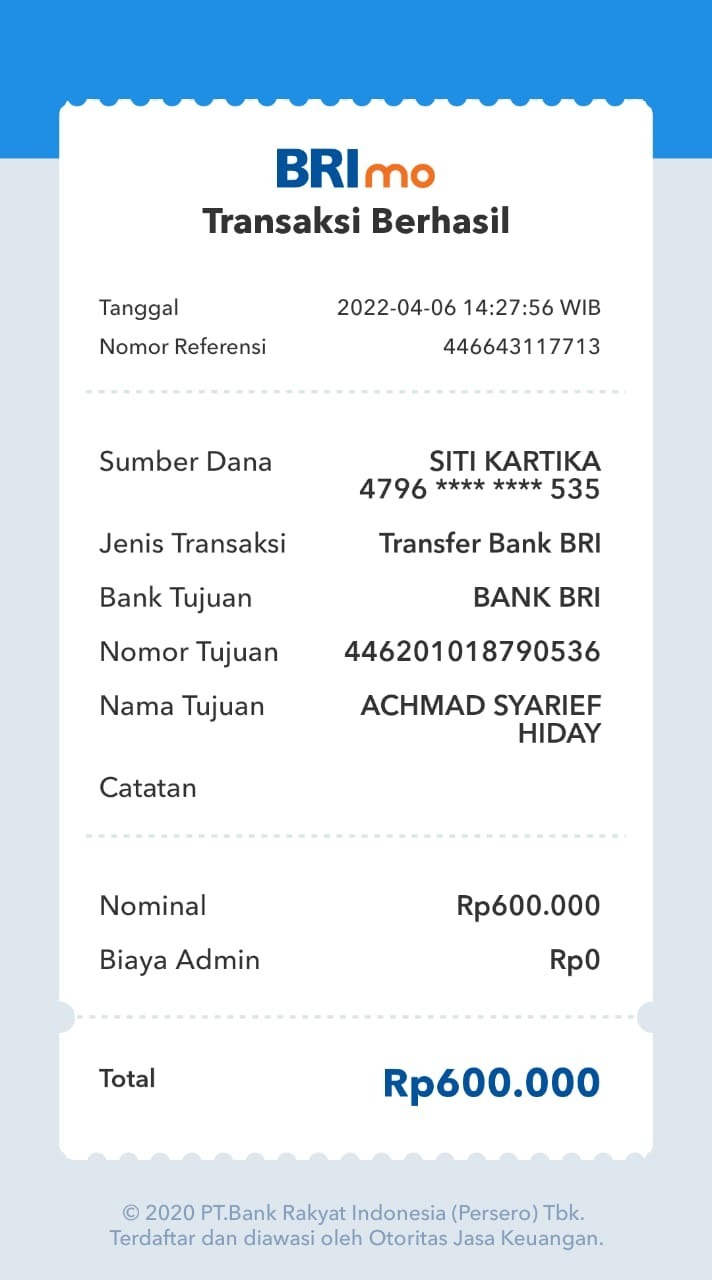 BRImo
Transaksi Berhasil
Tanggal 2022-04-06 14:27:56 WIB
Nomor Referensi 446643117713
Sumber Dana SITI KARTIKA
4796 **** **** 535
Jenis Transaksi Transfer Bank BRI
Bank Tujuan BANK BRI
Nomor Tujuan 446201018790536
Nama Tujuan ACHMAD SYARIEF
HIDAY
Catatan
Nominal Rp600.000
Biaya Admin Rp0
Total Rp600.000
© 2020 PT.Bank Rakyat Indonesia (Persero) Tbk.
Terdaftar dan diawasi oleh Otoritas Jasa Keuangan.